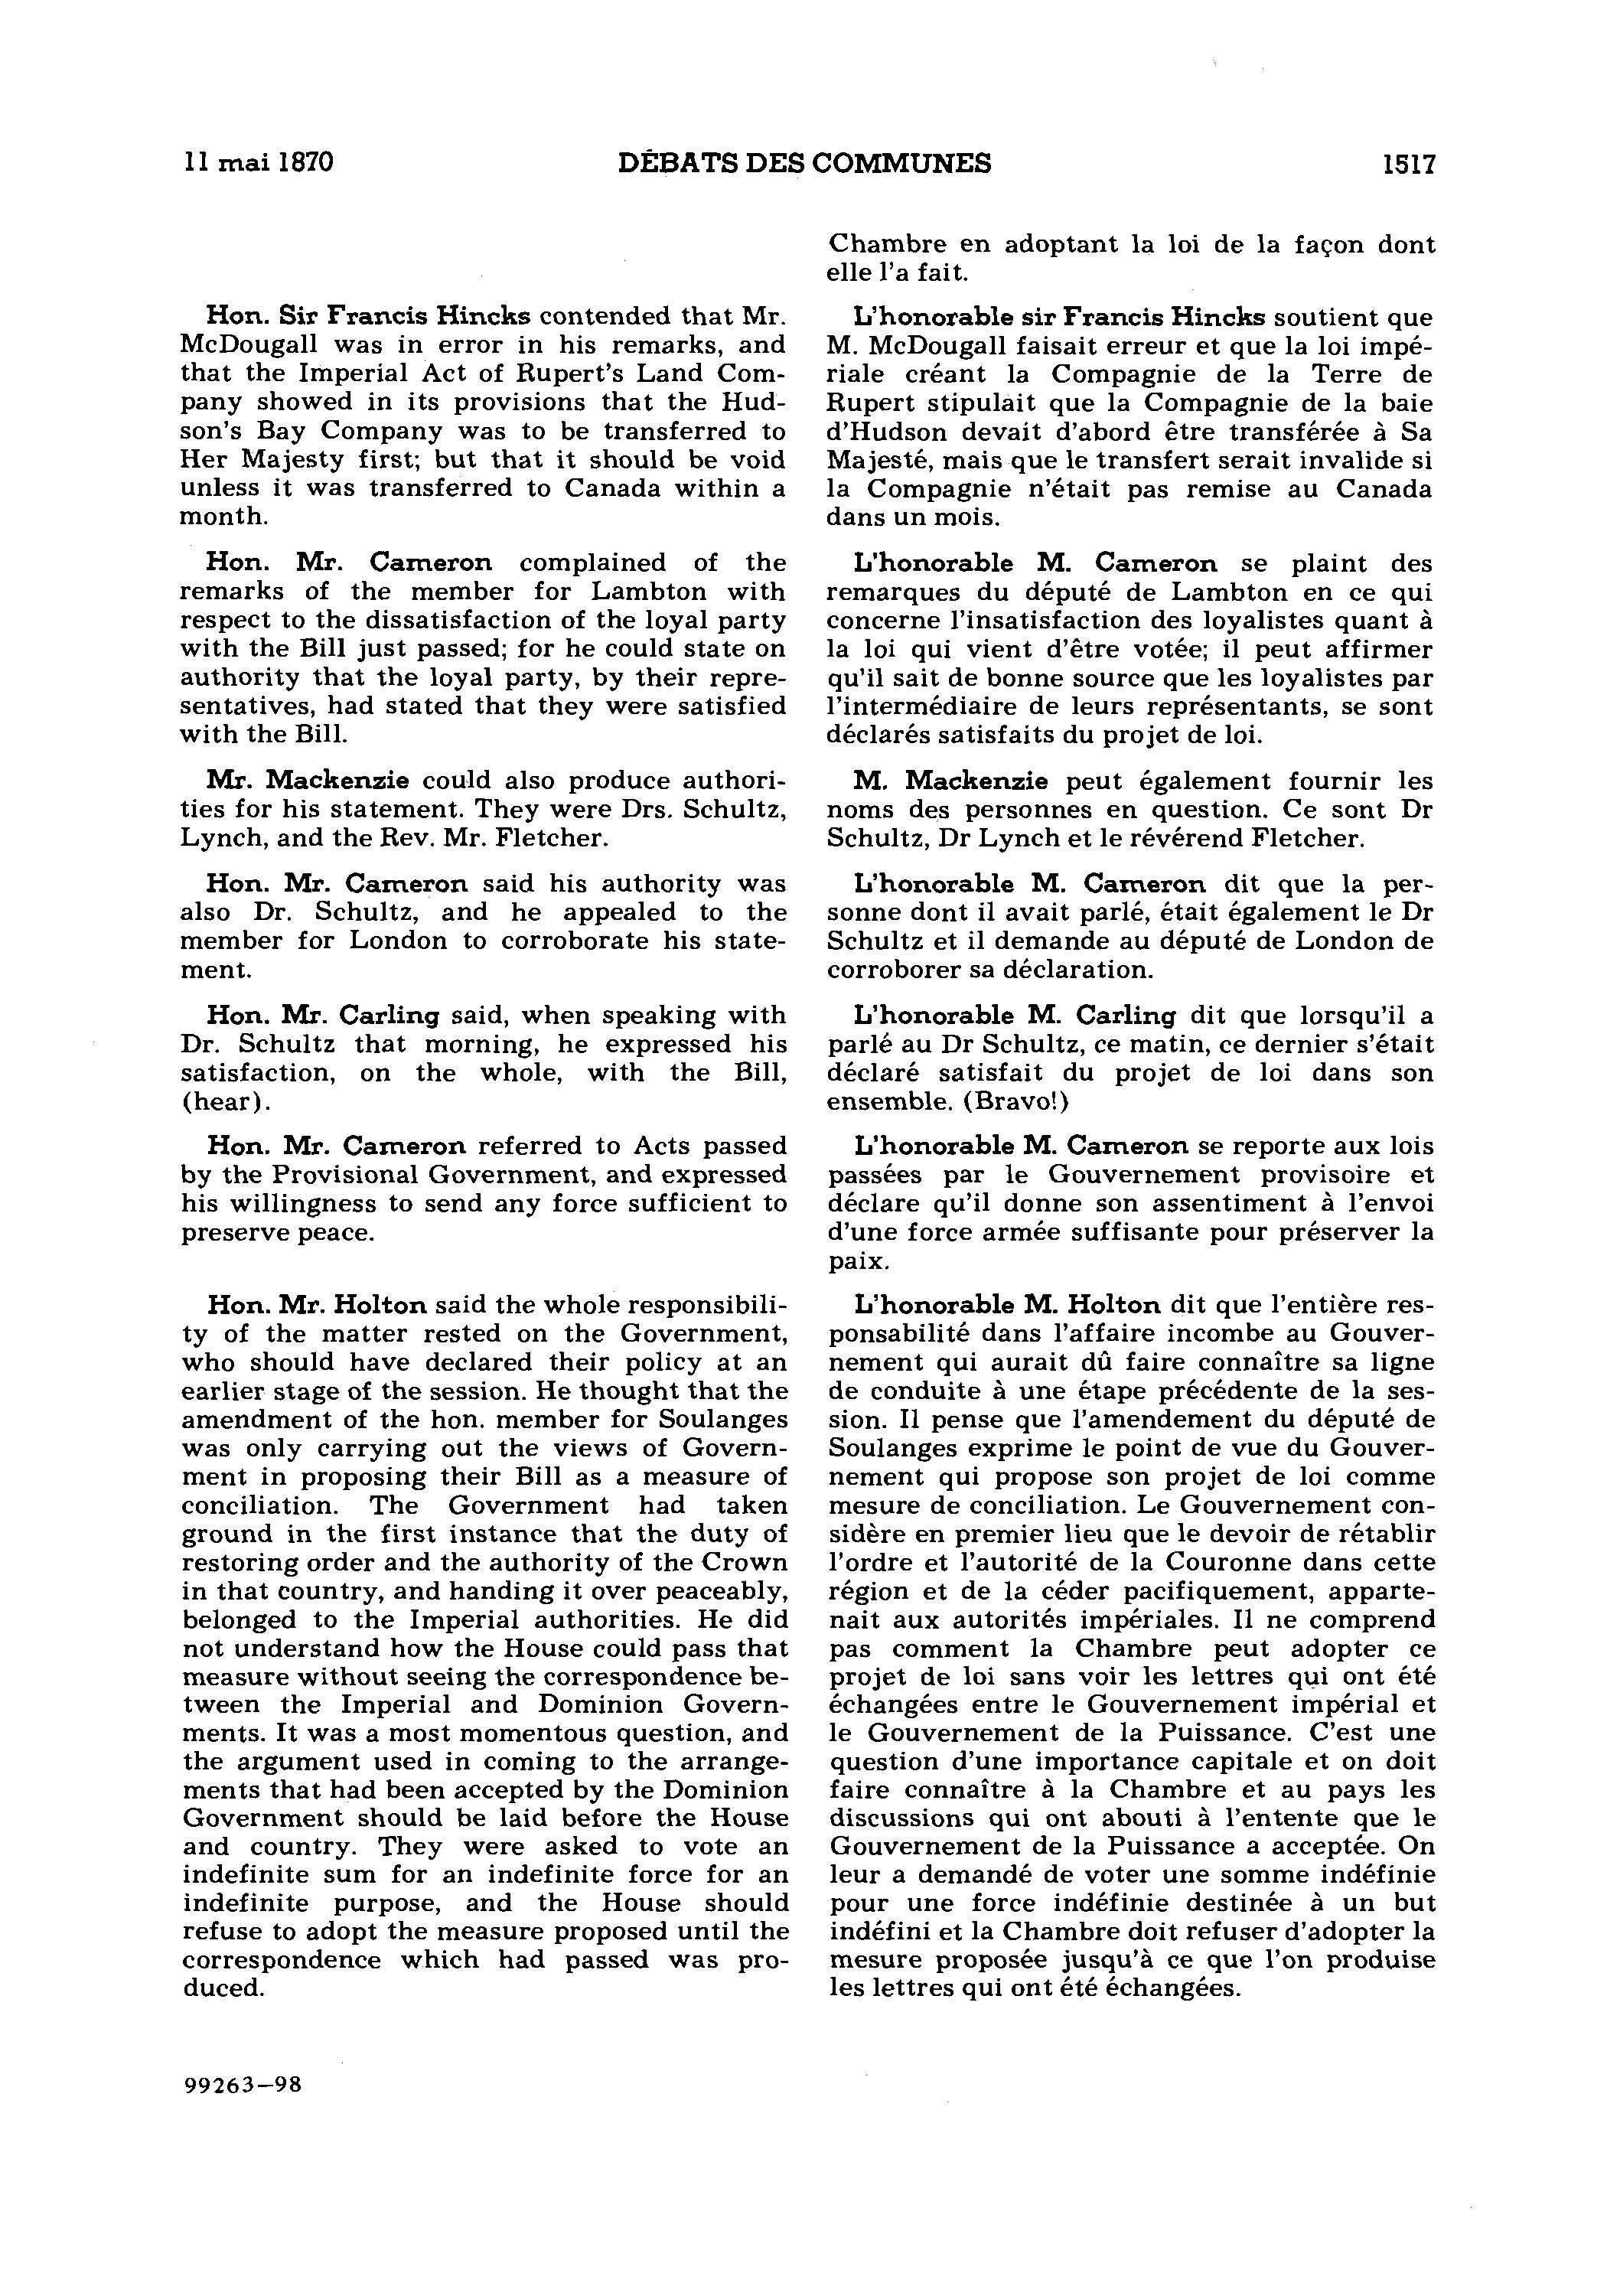 11 mai 1870 DÉBATS DES COMMUNES 1517
Hon. Sir Francis Hincks contended that Mr.
McDougall was in error in his remarks, and
that the Imperial Act of Rupert's Land Com-
pany showed in its provisions that the Hud-
son's Bay Company was to be transferred to
Her Majesty first; but that it should be void
unless it was transferred to Canada within a
month.
Hon. Mr. Cameron complained of the
remarks of the member for Lambton with
respect to the dissatisfaction of the loyal party
with the Bill just passed; for he could state on
authority that the loyal party, by their repre-
sentatives, had stated that they were satisfied
with the Bill.
Mr. Mackenzie could also produce authori-
ties for his statement. They were Drs. Schultz,
Lynch, and the Rev. Mr. Fletcher.
Hon. Mr. Cameron said his authority was
also Dr. Schultz, and he appealed to the
member for London to corroborate his state-
ment.
Hon. Mr. Carling said, when speaking with
Dr. Schultz that morning, he expressed his
satisfaction, on the whole, with the Bill,
(hear).
Hon. Mr. Cameron referred to Acts passed
by the Provisional Government, and expressed
his willingness to send any force sufficient to
preserve peace.
Hon. Mr. Holton said the whole responsibili-
ty of the matter rested on the Government,
who should have declared their policy at an
earlier stage of the session. He thought that the
amendment of the hon. member for Soulanges
was only carrying out the views of Govern-
ment in proposing their Bill as a measure of
conciliation. The Government had taken
ground in the first instance that the duty of
restoring order and the authority of the Crown
in that country, and handing it over peaceably,
belonged to the Imperial authorities. He did
not understand how the House could pass that
measure without seeing the correspondence be-
tween the Imperial and Dominion Govern-
ments. It was a most momentous question, and
the argument used in coming to the arrange-
ments that had been accepted by the Dominion
Government should be laid before the House
and country. They were asked to vote an
indefinite sum for an indefinite force for an
indefinite purpose, and the House should
refuse to adopt the measure proposed until the
correspondence which had passed was pro-
duced.
Chambre en adoptant la loi de la façon dont
elle l'a fait.
L'honorable sir Francis Hincks soutient que
M. McDougall faisait erreur et que la loi impé-
riale créant la Compagnie de la Terre de
Rupert stipulait que la Compagnie de la baie
d'Hudson devait d'abord être transférée à Sa
Majesté, mais que le transfert serait invalide si
la Compagnie n'était pas remise au Canada
dans un mois.
L'honorable M. Cameron se plaint des
remarques du député de Lambton en ce qui
concerne l'insatisfaction des loyalistes quant à
la loi qui vient d'être votée; il peut affirmer
qu'il sait de bonne source que les loyalistes par
l'intermédiaire de leurs représentants, se sont
déclarés satisfaits du projet de loi.
M. Mackenzie peut également fournir les
noms des personnes en question. Ce sont Dr
Schultz, Dr Lynch et le révérend Fletcher.
L'honorable M. Cameron dit que la per-
sonne dont il avait parlé, était également le Dr
Schultz et il demande au député de London de
corroborer sa déclaration.
L'honorable M. Carling dit que lorsqu'il a
parlé au Dr Schultz, ce matin, ce dernier s'était
déclaré satisfait du projet de loi dans son
ensemble. (Bravo!)
L'honorable M. Cameron se reporte aux lois
passées par le Gouvernement provisoire et
déclare qu'il donne son assentiment à l'envoi
d'une force armée suffisante pour préserver la
paix.
L'honorable M. Holton dit que l'entière res-
ponsabilité dans l'affaire incombe au Gouver-
nement qui aurait dû faire connaître sa ligne
de conduite à une étape précédente de la ses-
sion. Il pense que l'amendement du député de
Soulanges exprime le point de vue du Gouver-
nement qui propose son projet de loi comme
mesure de conciliation. Le Gouvernement con-
sidère en premier lieu que le devoir de rétablir
l'ordre et l'autorité de la Couronne dans cette
région et de la céder pacifiquement, apparte-
nait aux autorités impériales. Il ne comprend
pas comment la Chambre peut adopter ce
projet de loi sans voir les lettres qui ont été
échangées entre le Gouvernement impérial et
le Gouvernement de la Puissance. C'est une
question d'une importance capitale et on doit
faire connaître à la Chambre et au pays les
discussions qui ont abouti à l'entente que le
Gouvernement de la Puissance a acceptée. On
leur a demandé de voter une somme indéfinie
pour une force indéfinie destinée à un but
indéfini et la Chambre doit refuser d'adopter la
mesure proposée jusqu'à ce que l'on produise
les lettres qui ont été échangées.
99263–98